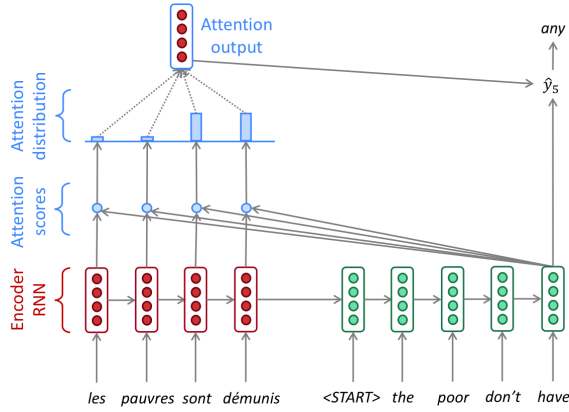 Attention
output
any
ŷ5
Attention
distribution
Attention
scores
Encoder
RNN
les pauvres sont démunis <START> the poor don't have